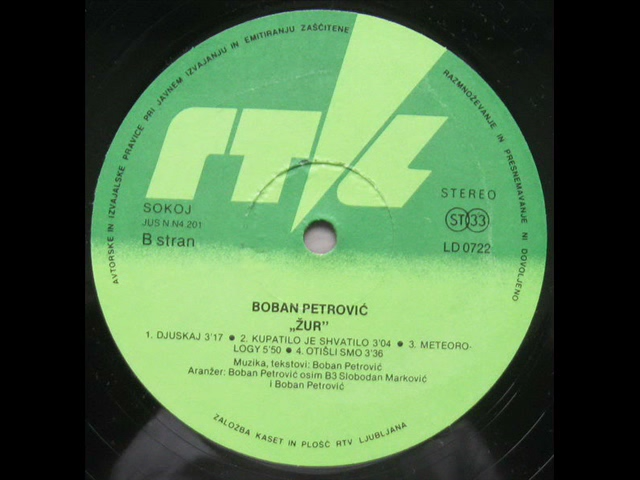 AVTORSKE IN IZVAJALSKE PRAVICE PRI JAVNEM IZVAJANJU IN EMITIRANJU ZAŠČITENE
RAZMNOŽEVANJE IN PRESNEMAVANJE NI DOVOLJENO
SOKOJ
JUS N N4 201
B stran
STEREO
ST 33
LD 0722
BOBAN PETROVIĆ
„ŽUR”
1. DJUSKAJ 3'17 ● 2. KUPATILO JE SHVATILO 3'04 ● 3. METEORO-
LOGY 5'50 ● 4. OTIŠLI SMO 3'36
Muzika, tekstovi: Boban Petrović
Aranžer: Boban Petrović osim B3 Slobodan Marković
i Boban Petrović
ZALOŽBA KASET IN PLOŠČ RTV LJUBLJANA